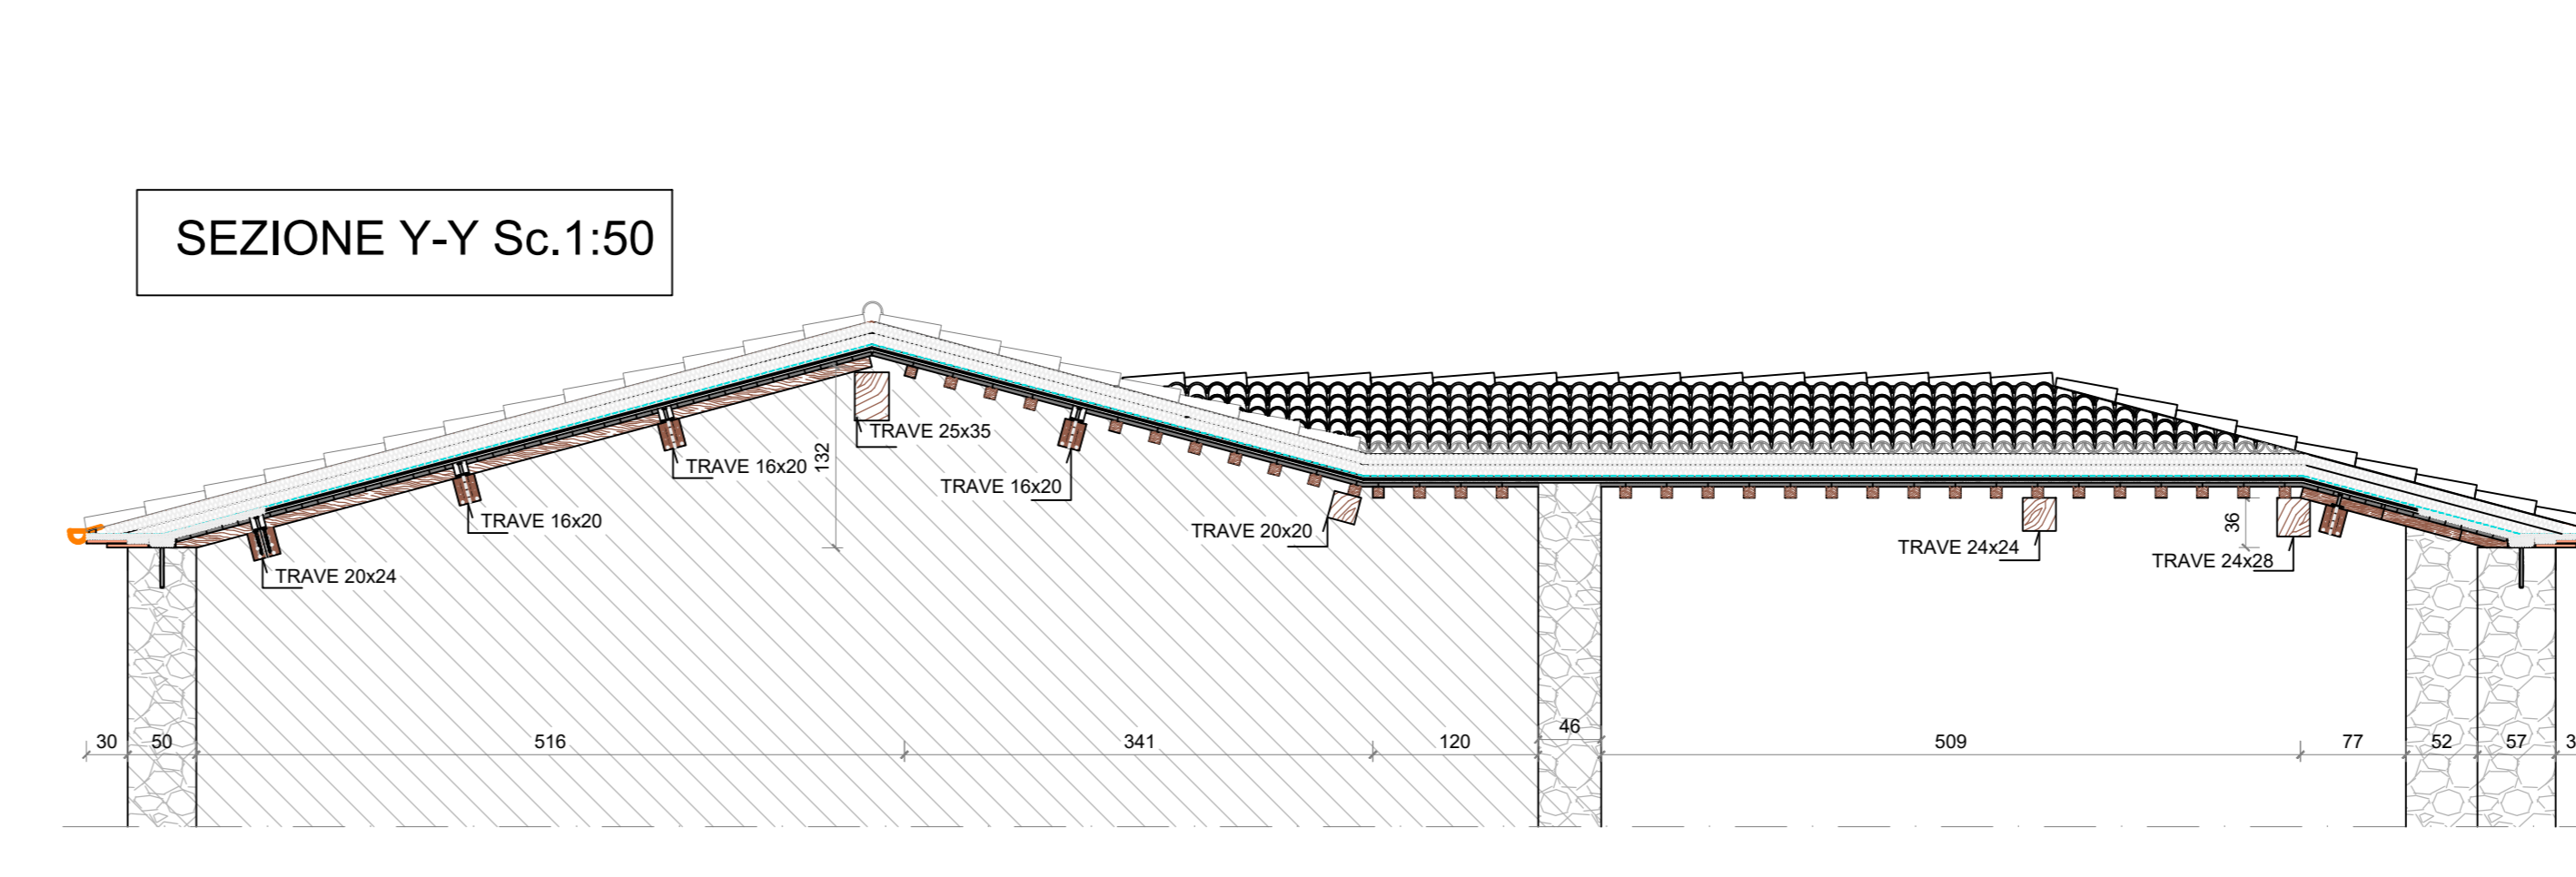 SEZIONE Y-Y Sc.1:50
TRAVE 25x35
TRAVE 16x20
132
TRAVE 16x20
TRAVE 16x20
TRAVE 20x20
36
TRAVE 24x24
TRAVE 24x28
TRAVE 20x24
30 50 516 341 120 46 509 77 52 57